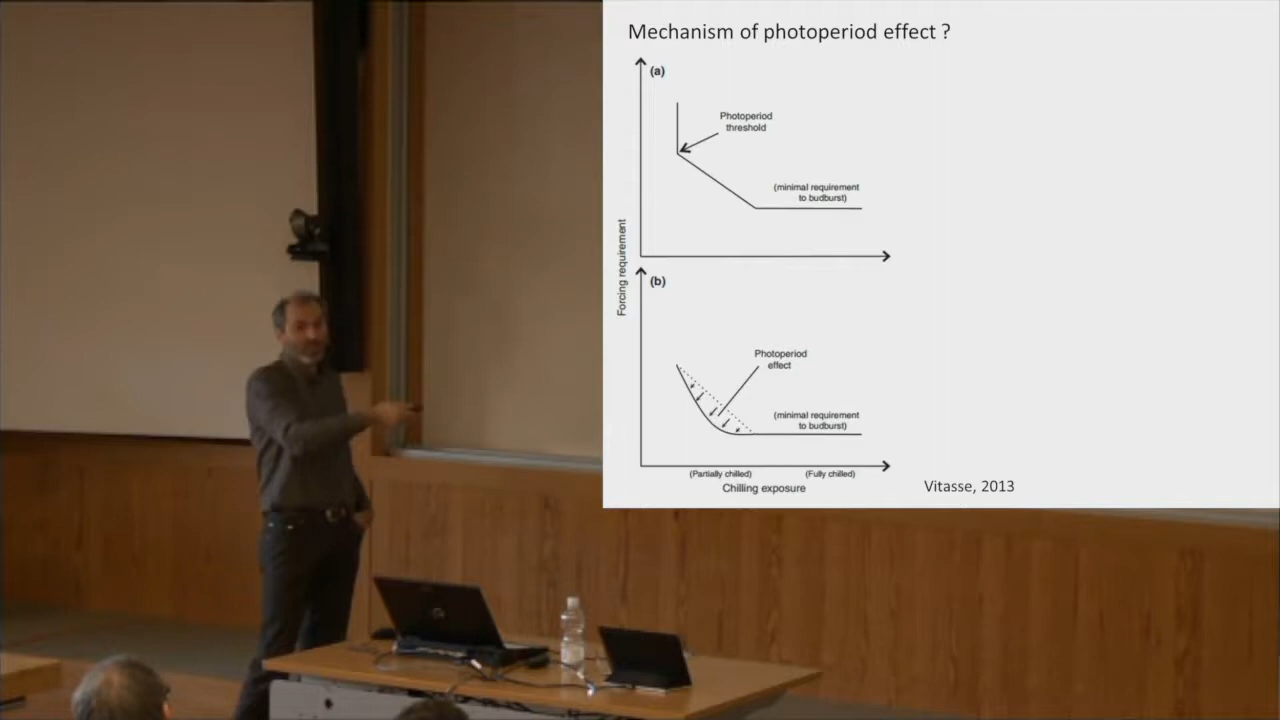 Mechanism of photoperiod effect ?
(a)
Photoperiod
threshold
(minimal requirement
to budburst)
Forcing requirement
(b)
Photoperiod
effect
(minimal requirement
to budburst)
(Partially chilled)
(Fully chilled)
Chilling exposure
Vitasse, 2013